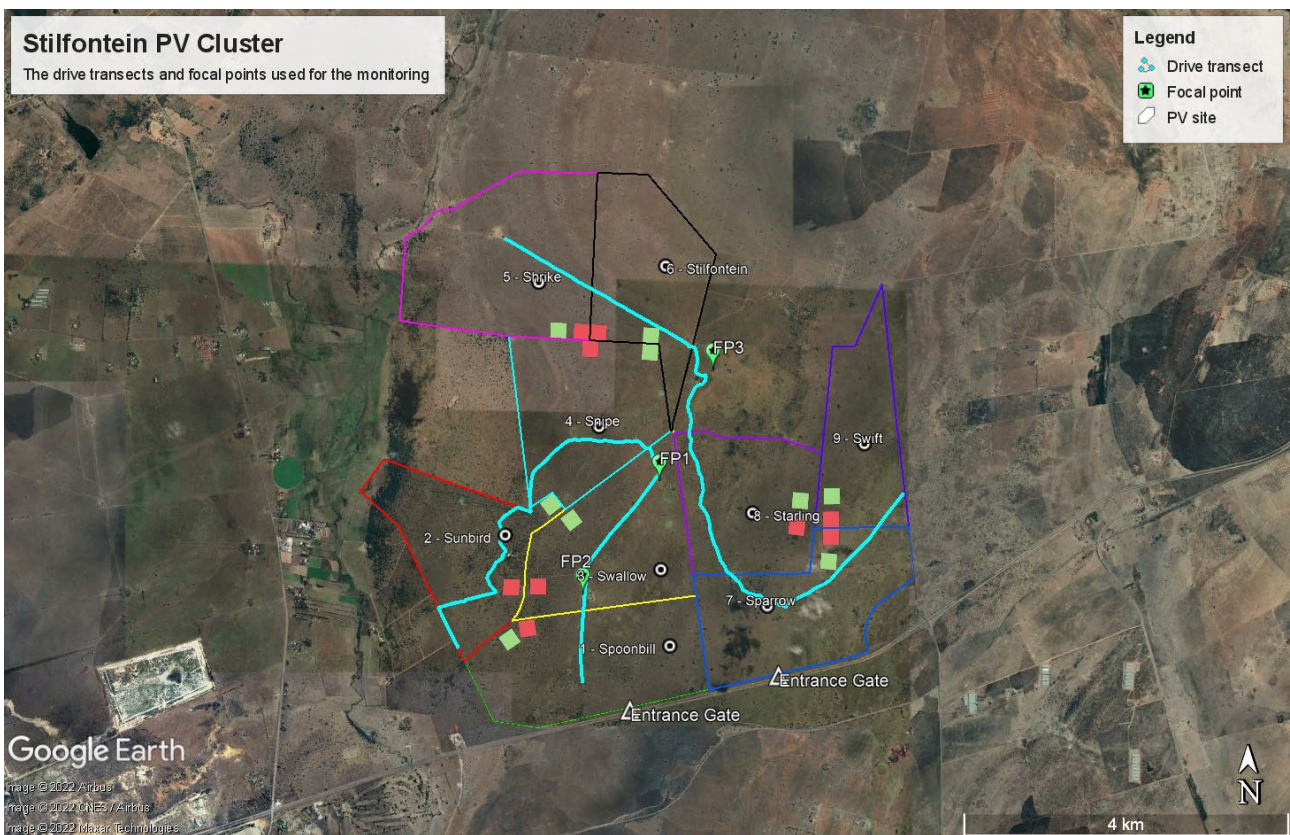 Stilfontein PV Cluster
The drive transects and focal points used for the monitoring
Legend
Drive transect
Focal point
PV site
5 - Shrike
6 - Stilfontein
FP3
4 - Snipe
9 - Swift
FP1
8 - Starling
2 - Sunbird
FP2
3 - Swallow
7 - Sparrow
1 - Spoonbill
Entrance Gate
Entrance Gate
Google Earth
Image © 2022 Airbus
Image © 2022 CNES / Airbus
Image © 2022 Maxar Technologies
N
4 km